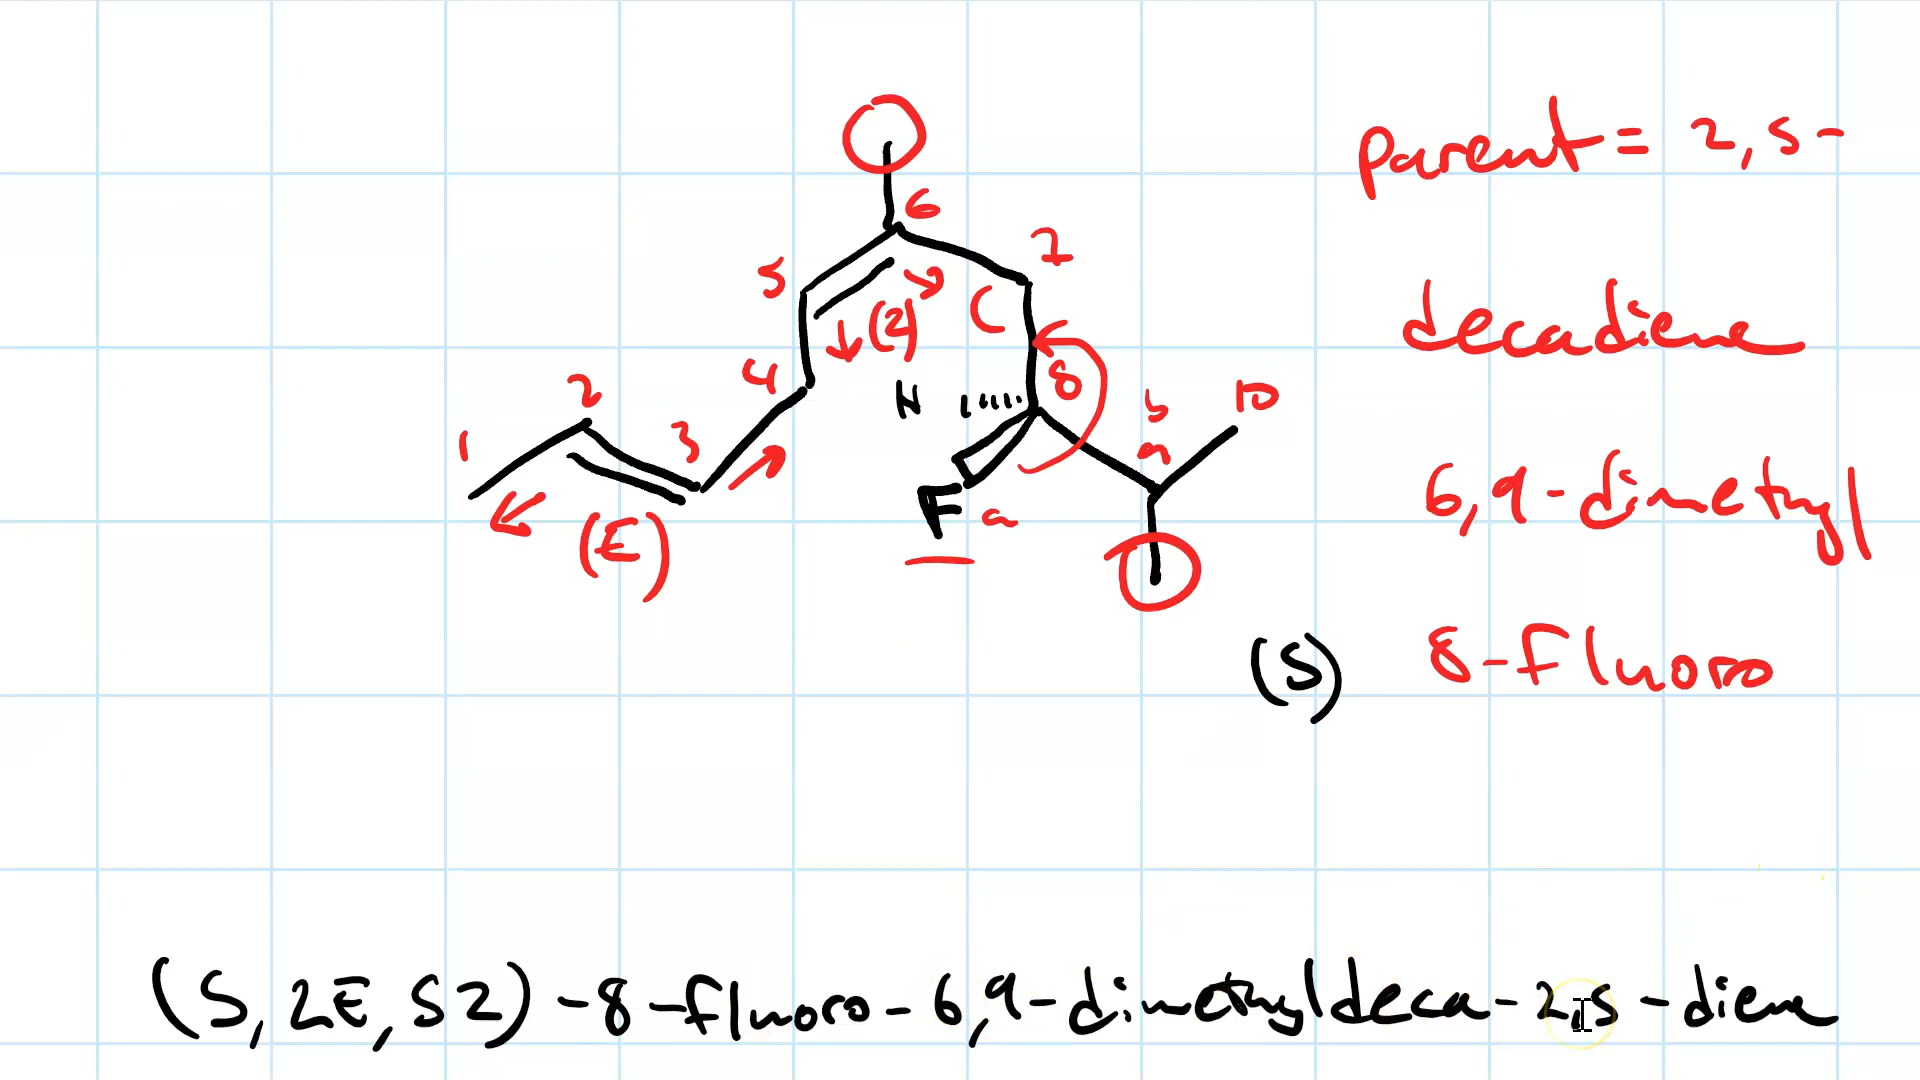 parent = 2,5-
decadiene
6,9-dimethyl
8-Fluoro
(S)
1
2
3
4
5
6
7
8
9
10
(E)
(Z)
a
b
c
H
F
(S, 2E, 5Z) -8-fluoro-6,9-dimethyldeca-2,5-diene